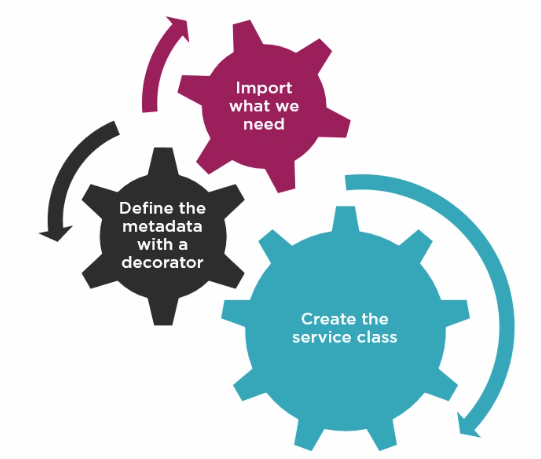 Import
what we
need
Define the
metadata
with a
decorator
Create the
service class